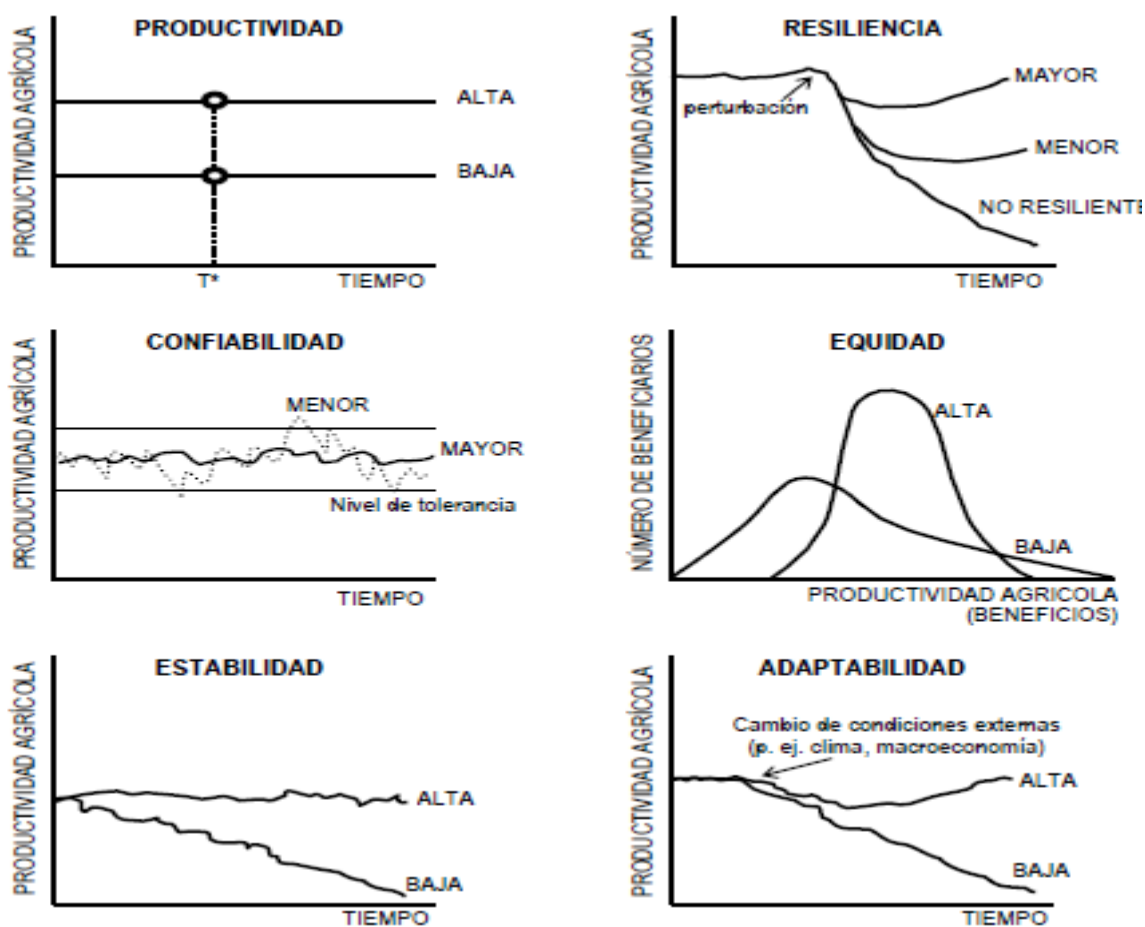 PRODUCTIVIDAD
PRODUCTIVIDAD AGRÍCOLA
ALTA
BAJA
T*
TIEMPO
RESILIENCIA
PRODUCTIVIDAD AGRÍCOLA
perturbación
MAYOR
MENOR
NO RESILIENTE
TIEMPO
CONFIABILIDAD
PRODUCTIVIDAD AGRÍCOLA
MENOR
MAYOR
Nivel de tolerancia
TIEMPO
EQUIDAD
NÚMERO DE BENEFICIARIOS
ALTA
BAJA
PRODUCTIVIDAD AGRICOLA
(BENEFICIOS)
ESTABILIDAD
PRODUCTIVIDAD AGRÍCOLA
ALTA
BAJA
TIEMPO
ADAPTABILIDAD
PRODUCTIVIDAD AGRÍCOLA
Cambio de condiciones externas
(p. ej. clima, macroeconomía)
ALTA
BAJA
TIEMPO